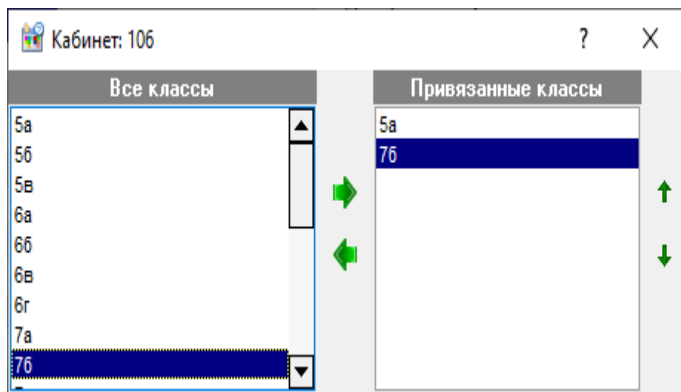 Кабинет: 106
?
Все классы
5а
5б
5в
6а
6б
6в
6г
7а
7б
Привязанные классы
5а
7б